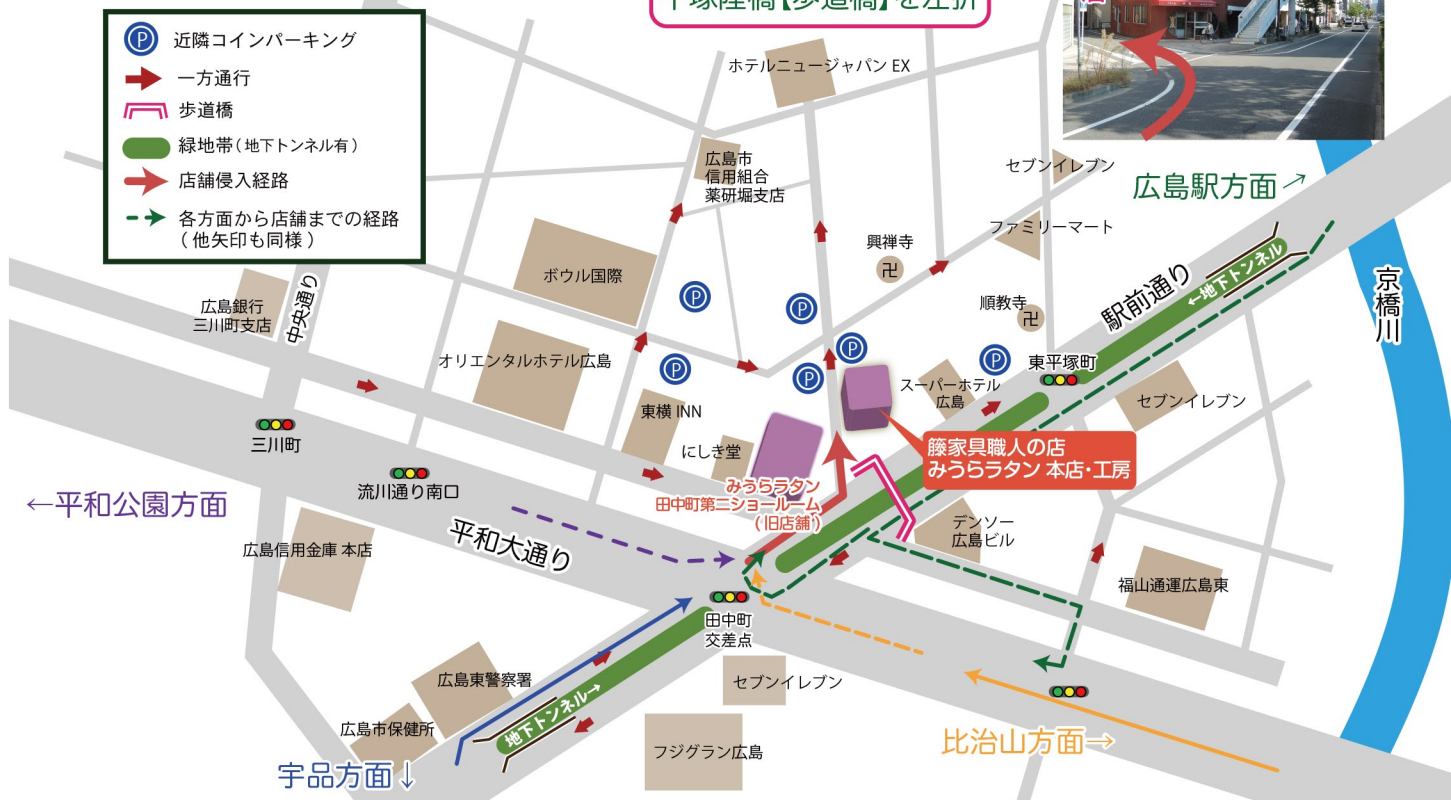 平塚陸橋【歩道橋】を左折
P 近隣コインパーキング
一方通行
歩道橋
緑地帯(地下トンネル有)
店舗侵入経路
各方面から店舗までの経路
(他矢印も同様)
ホテルニュージャパン EX
広島市
信用組合
薬研堀支店
セブンイレブン
広島駅方面↗
ファミリーマート
興禅寺
卍
順教寺
卍
駅前通り
←地下トンネル
京橋川
ボウル国際
P
P
P
P
P
P
広島銀行
三川町支店
中央通り
オリエンタルホテル広島
東横 INN
にしき堂
スーパーホテル
広島
東平塚町
セブンイレブン
籐家具職人の店
みうらラタン 本店・工房
みうらラタン
田中町第二ショールーム
(旧店舗)
三川町
流川通り南口
←平和公園方面
平和大通り
広島信用金庫 本店
デンソー
広島ビル
福山通運広島東
田中町
交差点
セブンイレブン
広島東警察署
広島市保健所
地下トンネル→
フジグラン広島
宇品方面↓
比治山方面→